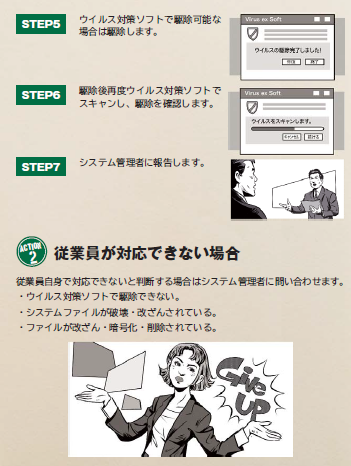 STEP5
ウイルス対策ソフトで駆除可能な
場合は駆除します。
Virus ex Soft
ウイルスの駆除完了しました!
終了
STEP6
駆除後再度ウイルス対策ソフトで
スキャンし、駆除を確認します。
Virus ex Soft
ウイルスをスキャンします。
キャンセル
STEP7
システム管理者に報告します。
ACTION
2
従業員が対応できない場合
従業員自身で対応できないと判断する場合はシステム管理者に問い合わせます。
・ウイルス対策ソフトで駆除できない。
・システムファイルが破壊・改ざんされている。
・ファイルが改ざん・暗号化・削除されている。
Give
UP